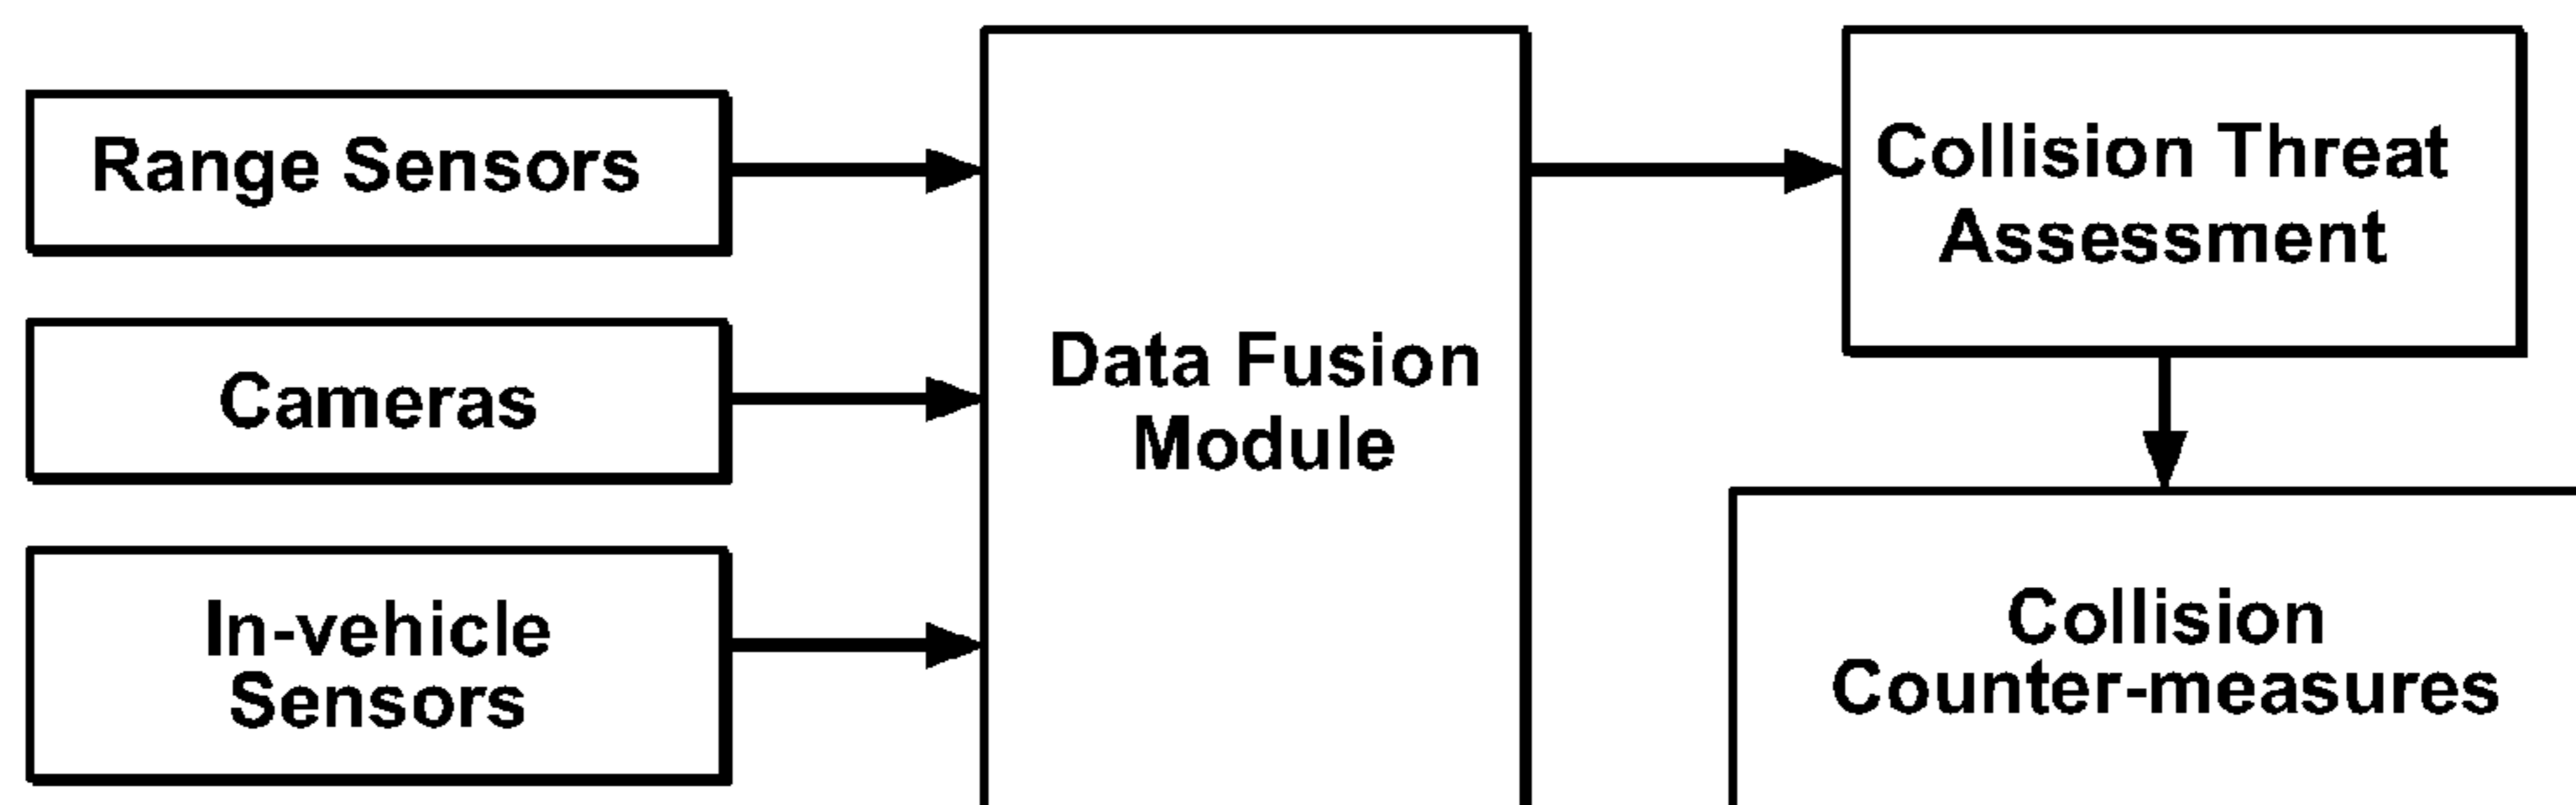 Range Sensors
Cameras
In-vehicle
Sensors
Data Fusion
Module
Collision Threat
Assessment
Collision
Counter-measures